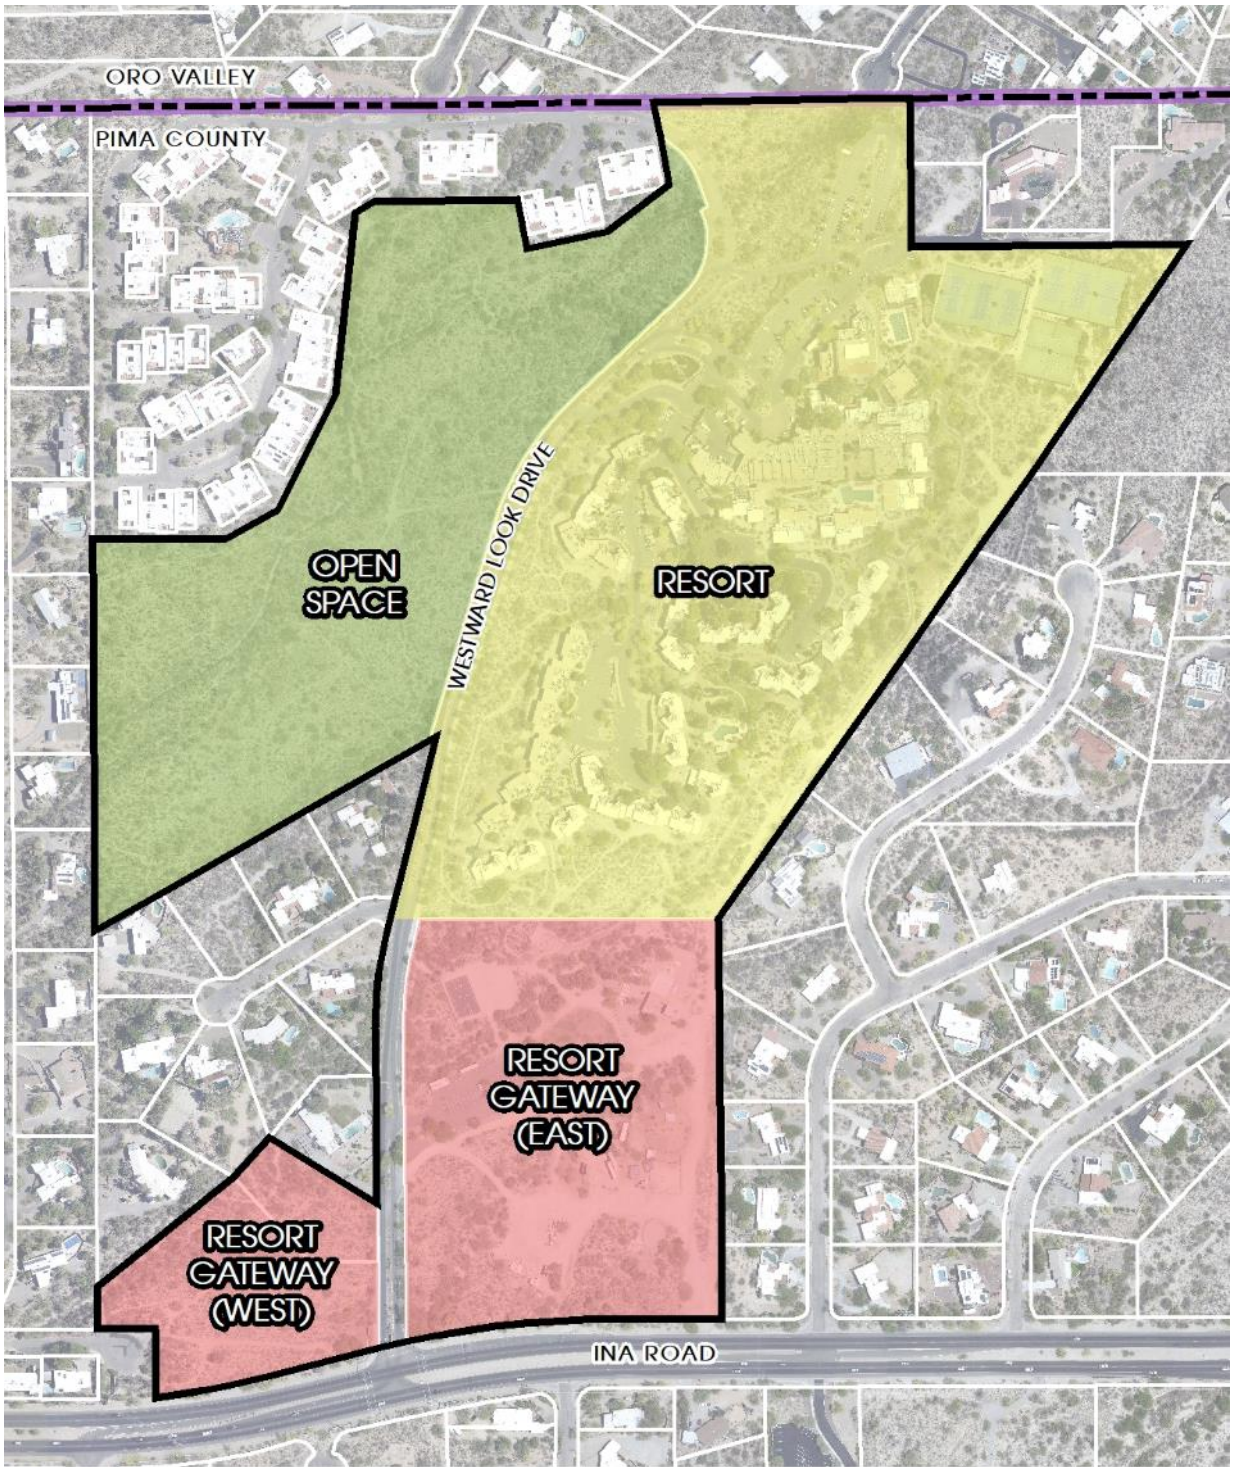 ORO VALLEY
PIMA COUNTY
OPEN
SPACE
WESTWARD LOOK DRIVE
RESORT
RESORT
GATEWAY
(EAST)
RESORT
GATEWAY
(WEST)
INA ROAD